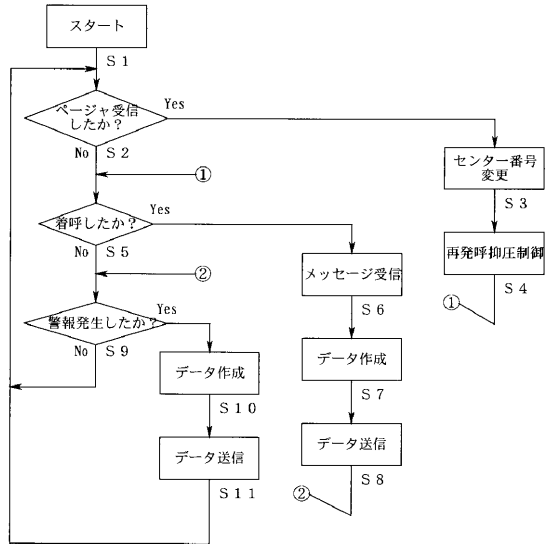 スタート
S1
ページャ受信
したか？
Yes
No
S2
①
センター番号
変更
S3
着呼したか？
Yes
No
S5
再発呼抑圧制御
S4
①
②
メッセージ受信
S6
警報発生したか？
Yes
No
S9
データ作成
S10
データ作成
S7
データ送信
S11
データ送信
S8
②